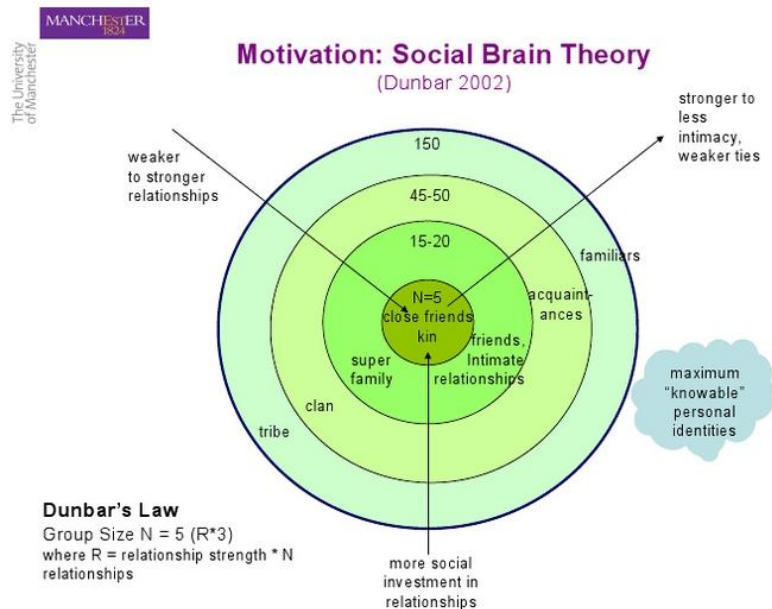 MANCHESTER
1824
The University
of Manchester
Motivation: Social Brain Theory
(Dunbar 2002)
stronger to
less
intimacy,
weaker ties
weaker
to stronger
relationships
150
45-50
15-20
familiars
N=5
close friends
kin
acquaint-
ances
friends,
Intimate
relationships
super
family
clan
tribe
maximum
“knowable”
personal
identities
Dunbar’s Law
Group Size N = 5 (R*3)
where R = relationship strength * N
relationships
more social
investment in
relationships